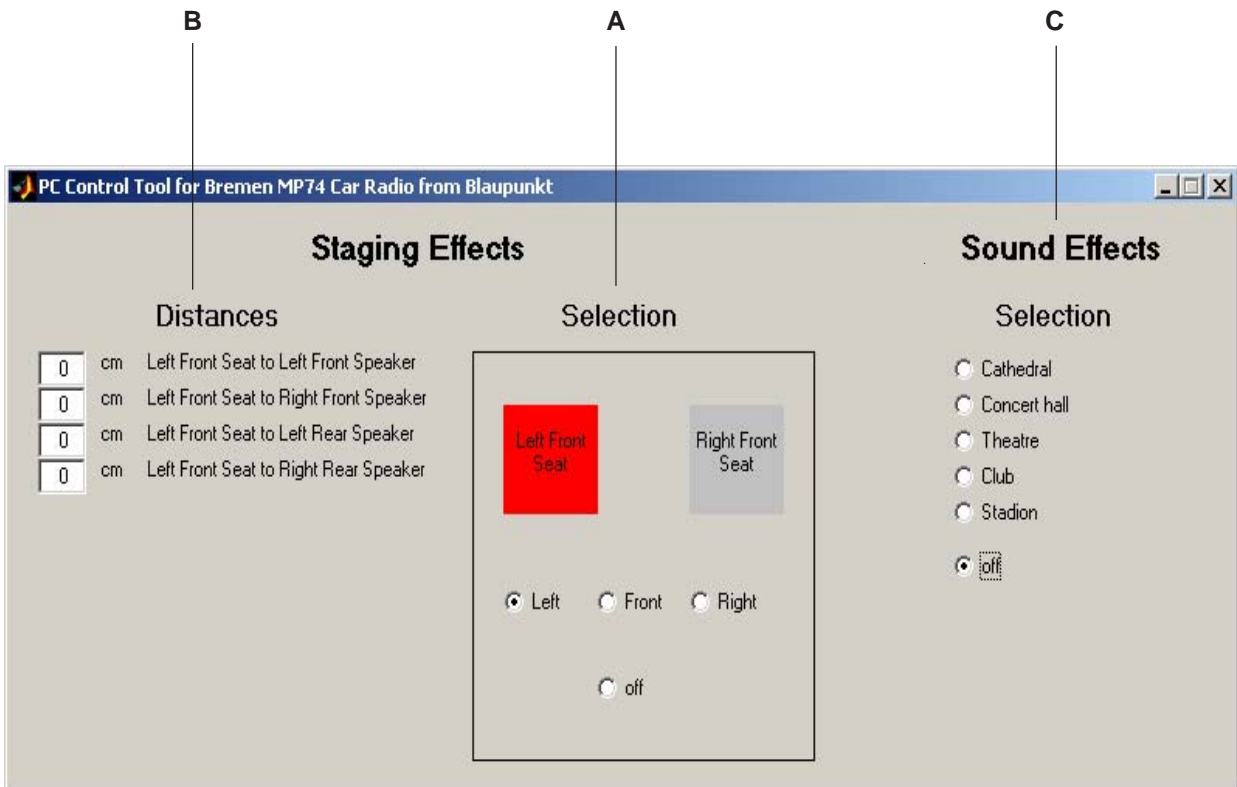 B A C
PC Control Tool for Bremen MP74 Car Radio from Blaupunkt
Staging Effects
Sound Effects
Distances
0 cm Left Front Seat to Left Front Speaker
0 cm Left Front Seat to Right Front Speaker
0 cm Left Front Seat to Left Rear Speaker
0 cm Left Front Seat to Right Rear Speaker
Selection
Left Front
Seat
Right Front
Seat
Left Front Right
off
Selection
Cathedral
Concert hall
Theatre
Club
Stadion
off